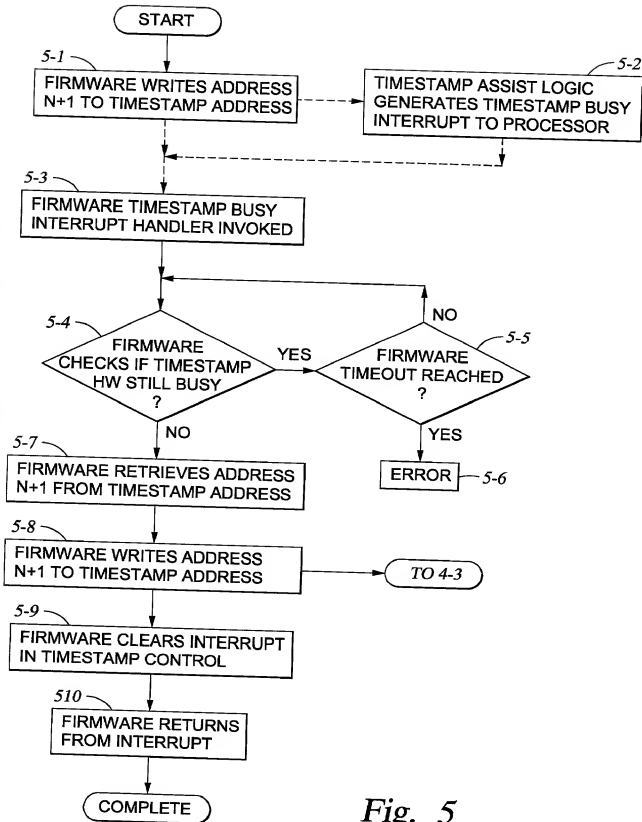 START
5-1
FIRMWARE WRITES ADDRESS
N+1 TO TIMESTAMP ADDRESS
5-2
TIMESTAMP ASSIST LOGIC
GENERATES TIMESTAMP BUSY
INTERRUPT TO PROCESSOR
5-3
FIRMWARE TIMESTAMP BUSY
INTERRUPT HANDLER INVOKED
5-4
FIRMWARE
CHECKS IF TIMESTAMP
HW STILL BUSY
?
YES
NO
5-5
FIRMWARE
TIMEOUT REACHED
?
NO
YES
ERROR
5-6
5-7
FIRMWARE RETRIEVES ADDRESS
N+1 FROM TIMESTAMP ADDRESS
5-8
FIRMWARE WRITES ADDRESS
N+1 TO TIMESTAMP ADDRESS
TO 4-3
5-9
FIRMWARE CLEARS INTERRUPT
IN TIMESTAMP CONTROL
510
FIRMWARE RETURNS
FROM INTERRUPT
COMPLETE
Fig. 5